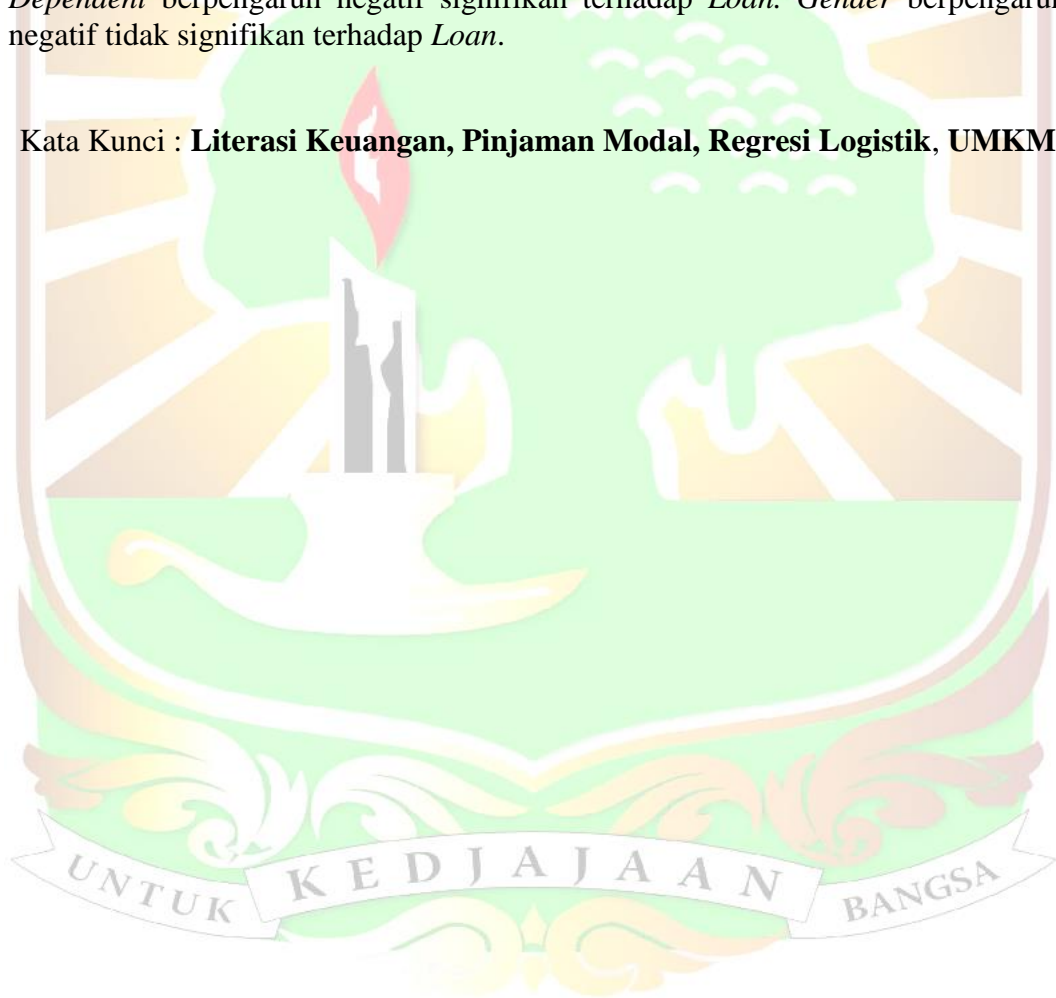 Dependent berpengaruh negatif signifikan terhadap Loan. Gender berpengaruh
negatif tidak signifikan terhadap Loan.
Kata Kunci : Literasi Keuangan, Pinjaman Modal, Regresi Logistik, UMKM
UNTUK KEDJAJAAN BANGSA